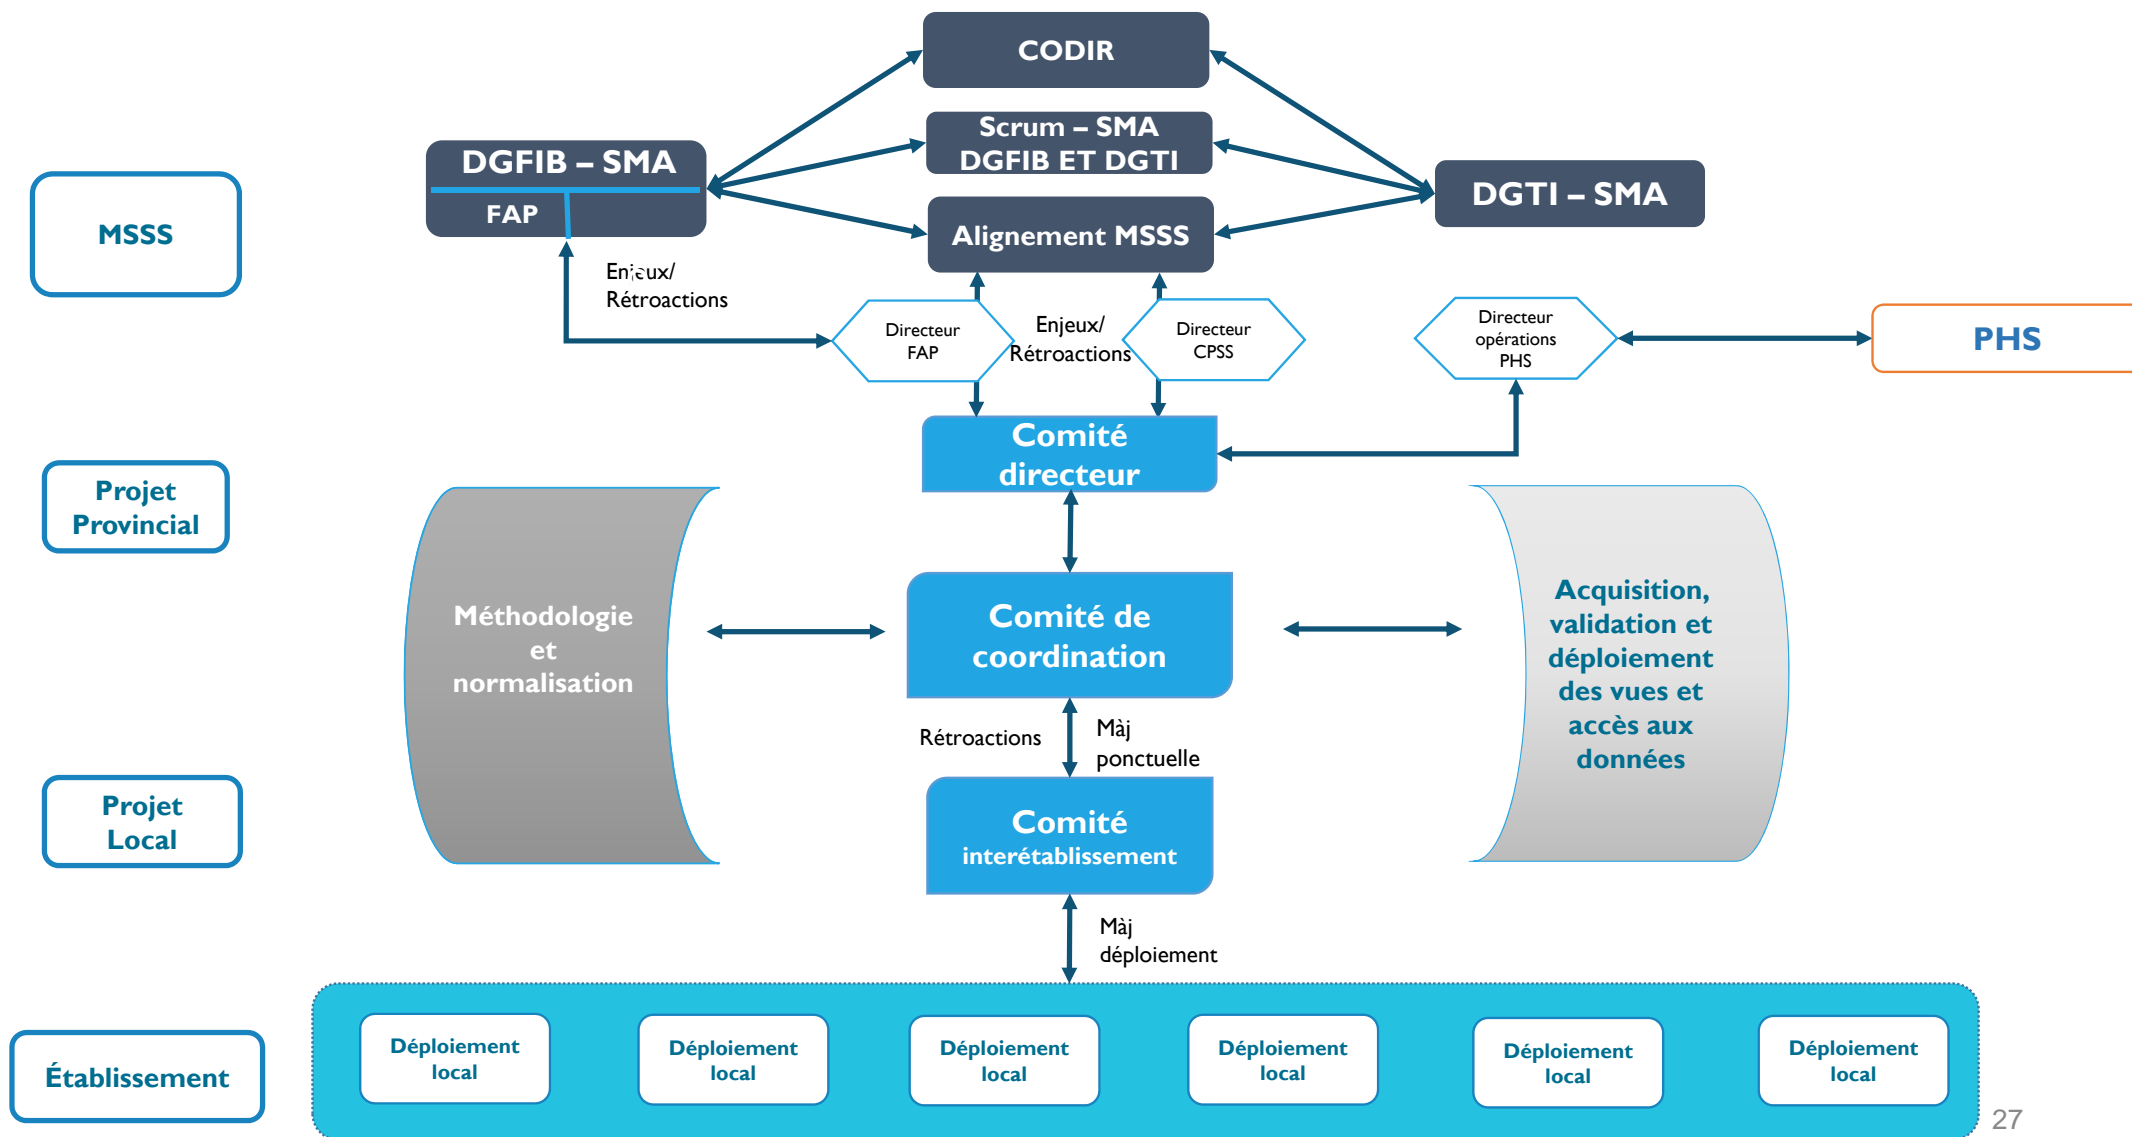 CODIR
Scrum – SMA
DGFIB ET DGTI
DGFIB – SMA
FAP
DGTI – SMA
MSSS
Alignement MSSS
Enjeux/
Rétroactions
Directeur
FAP
Enjeux/
Rétroactions
Directeur
CPSS
Directeur
opérations
PHS
PHS
Comité
directeur
Projet
Provincial
Méthodologie
et
normalisation
Comité de
coordination
Acquisition,
validation et
déploiement
des vues et
accès aux
données
Rétroactions
Màj
ponctuelle
Projet
Local
Comité
interétablissement
Màj
déploiement
Établissement
Déploiement
local
Déploiement
local
Déploiement
local
Déploiement
local
Déploiement
local
Déploiement
local
27